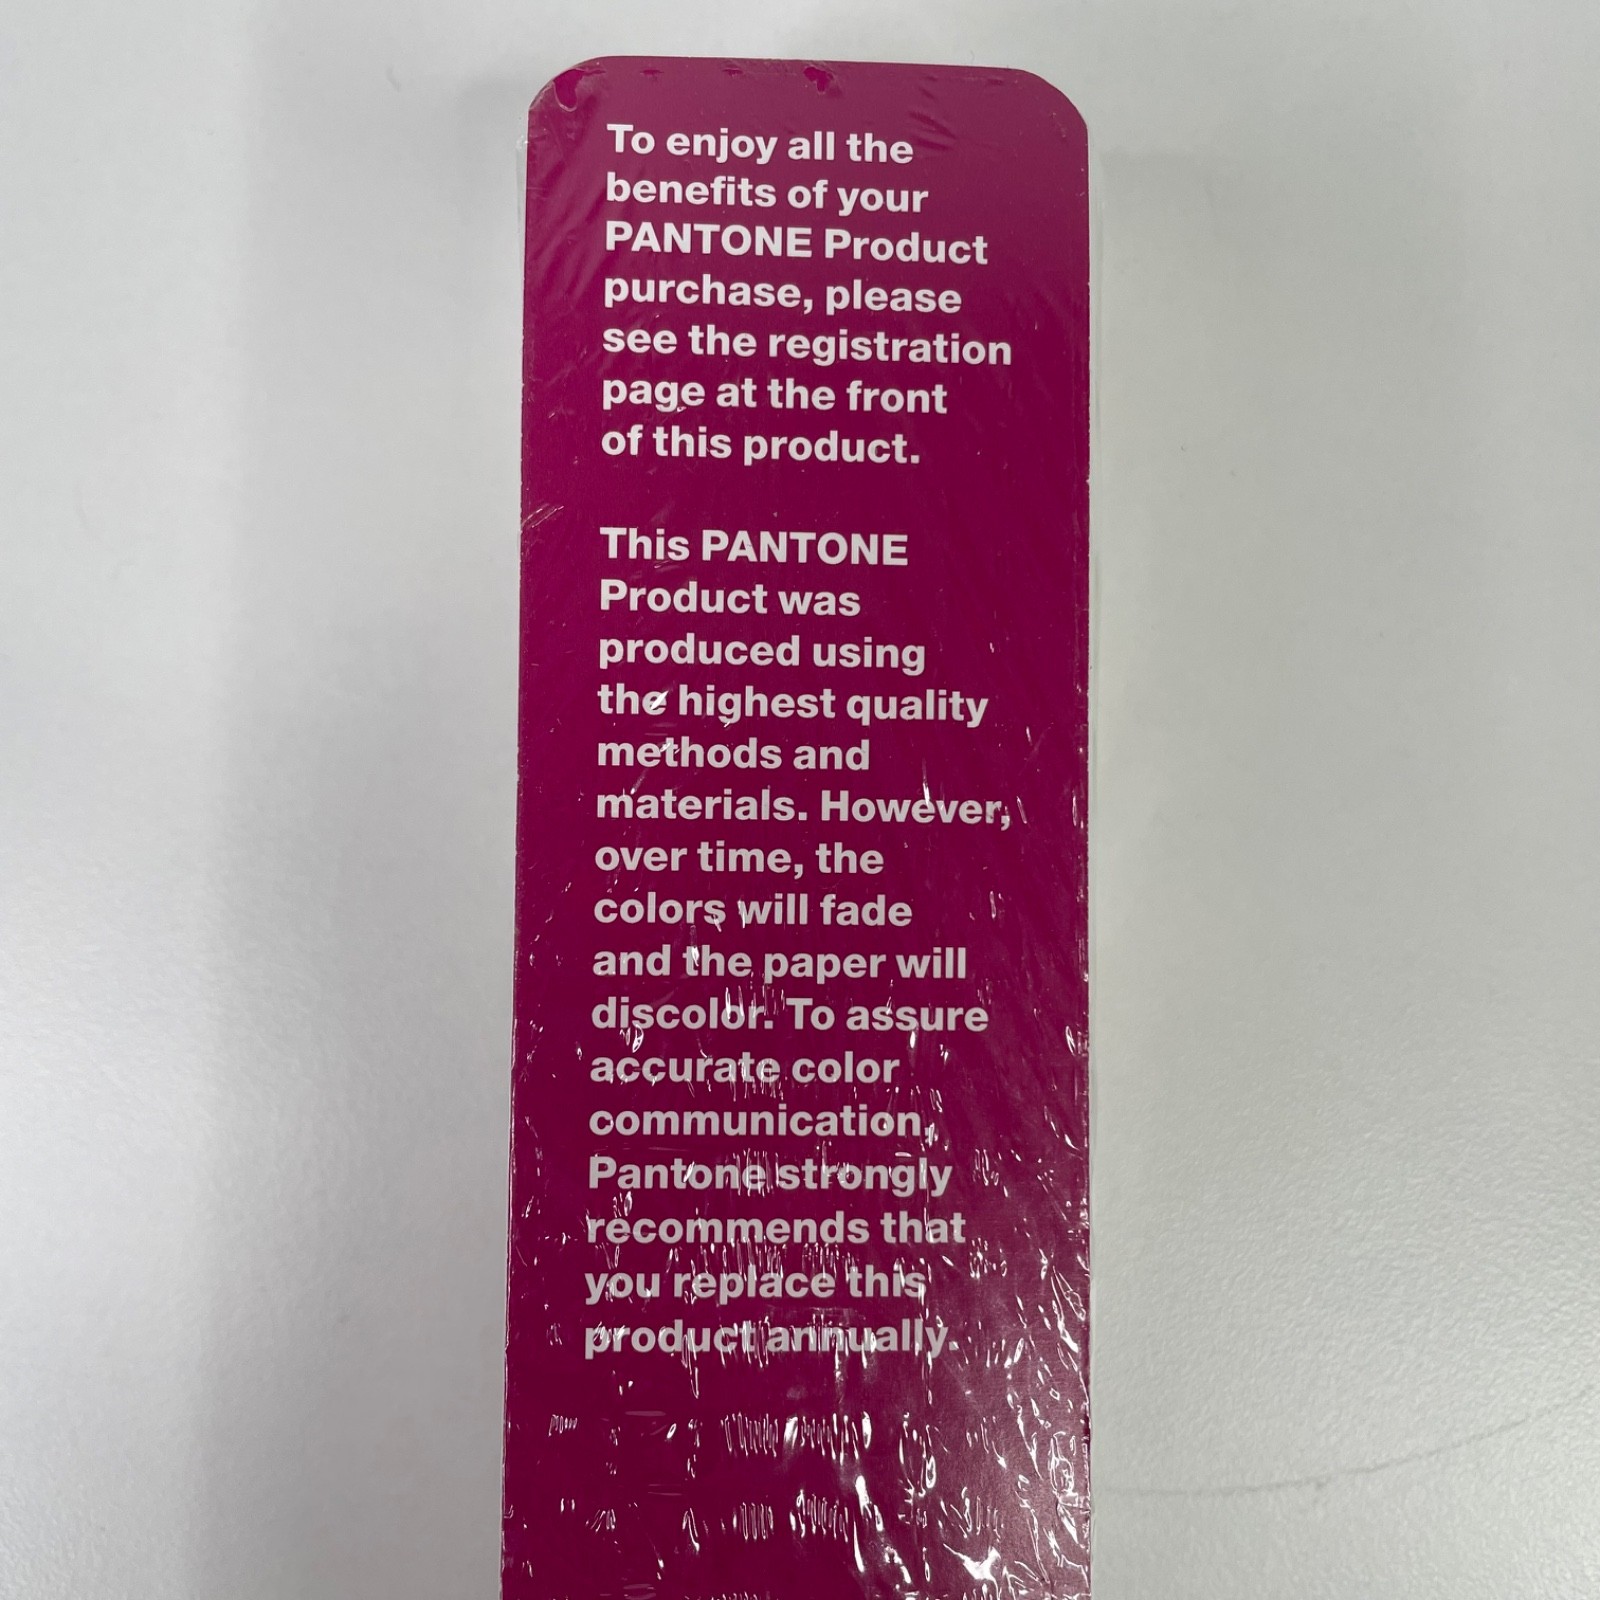 To enjoy all the
benefits of your
PANTONE Product
purchase, please
see the registration
page at the front
of this product.
This PANTONE
Product was
produced using
the highest quality
methods and
materials. However,
over time, the
colors will fade
and the paper will
discolor. To assure
accurate color
communication,
Pantone strongly
recommends that
you replace this
product annually.